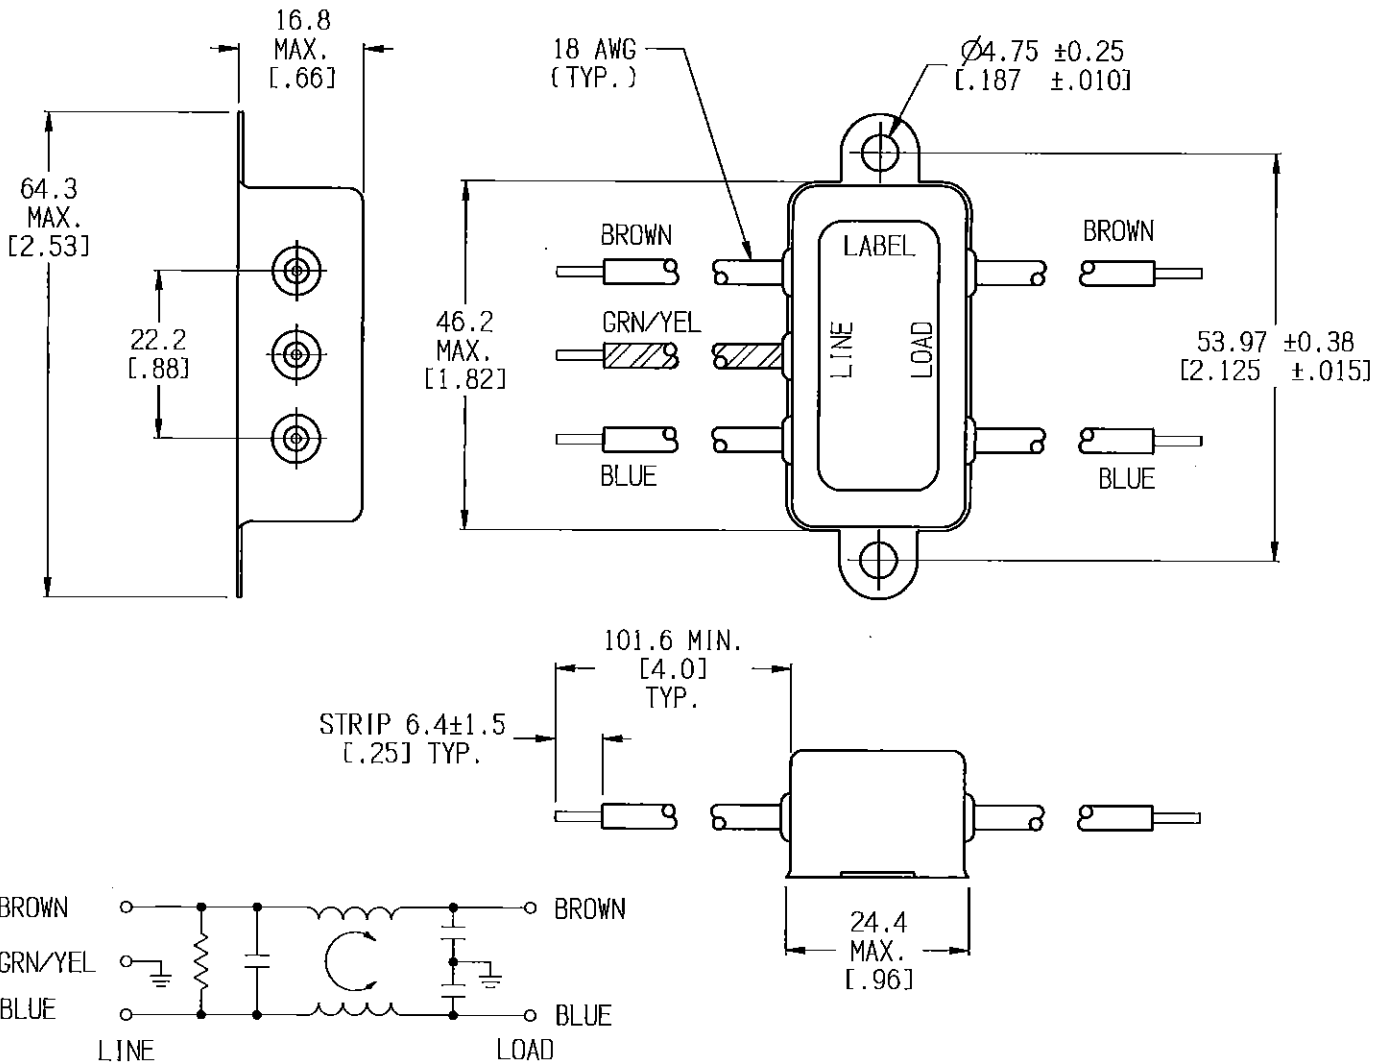 16.8
MAX.
[.66]
18 AWG
(TYP.)
Ø4.75 ±0.25
[.187 ±.010]
64.3
MAX.
[2.53]
22.2
[.88]
46.2
MAX.
[1.82]
BROWN
GRN/YEL
BLUE
LABEL
LINE
LOAD
BROWN
BLUE
53.97 ±0.38
[2.125 ±.015]
101.6 MIN.
[4.0]
TYP.
STRIP 6.4±1.5
[.25] TYP.
24.4
MAX.
[.96]
BROWN
GRN/YEL
BLUE
LINE
BROWN
BLUE
LOAD